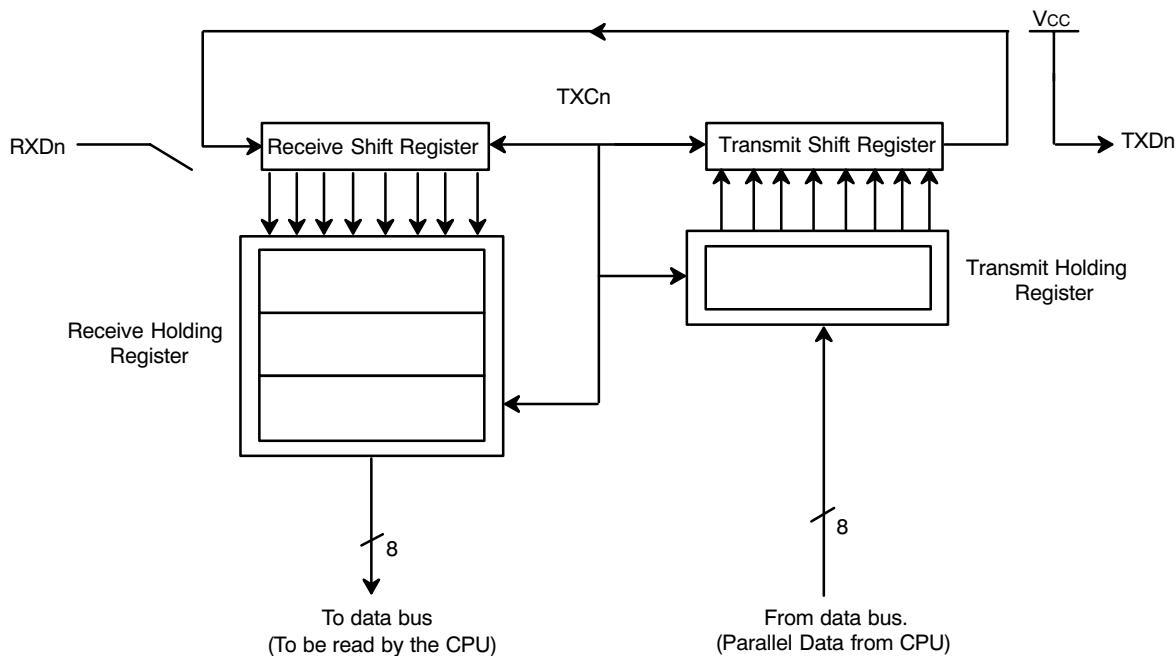 VCC
TXCn
RXDn
Receive Shift Register
Transmit Shift Register
TXDn
Receive Holding
Register
Transmit Holding
Register
8
8
To data bus
(To be read by the CPU)
From data bus.
(Parallel Data from CPU)